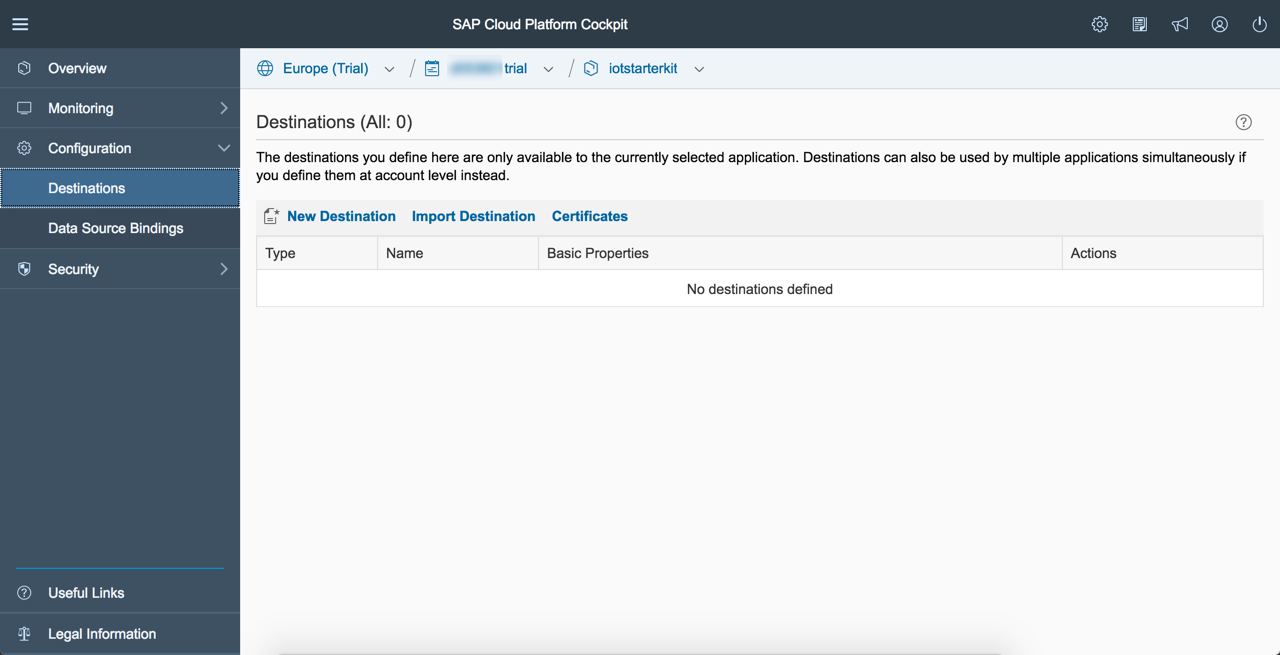 SAP Cloud Platform Cockpit
Overview
Monitoring
Configuration
Destinations
Data Source Bindings
Security
Useful Links
Legal Information
Europe (Trial) / trial / iotstarterkit
Destinations (All: 0)
The destinations you define here are only available to the currently selected application. Destinations can also be used by multiple applications simultaneously if
you define them at account level instead.
New Destination Import Destination Certificates
Type Name Basic Properties Actions
No destinations defined